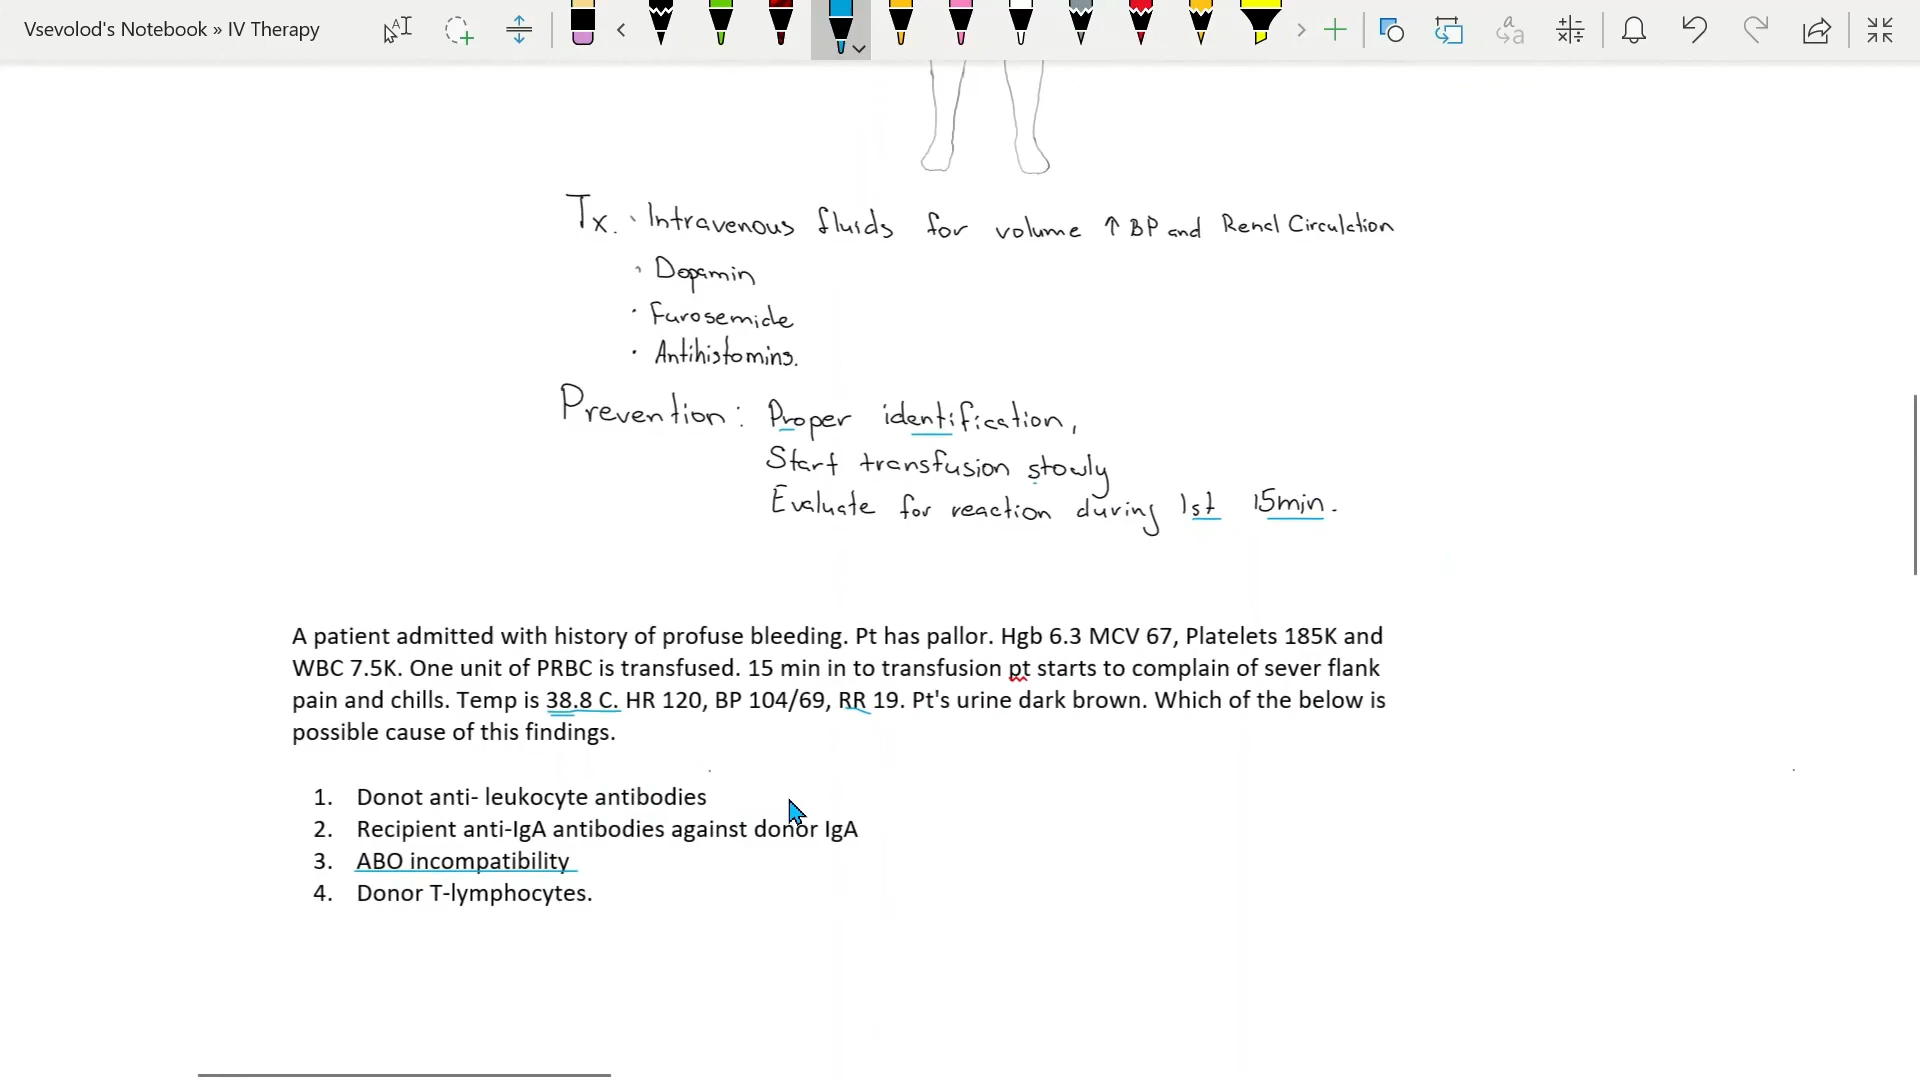 Vsevolod's Notebook » IV Therapy
Tx. · Intravenous fluids for volume ↑ BP and Renal Circulation
· Dopamin
· Furosemide
· Antihistamins.
Prevention: Proper identification,
Start transfusion slowly
Evaluate for reaction during 1st 15min.
A patient admitted with history of profuse bleeding. Pt has pallor. Hgb 6.3 MCV 67, Platelets 185K and
WBC 7.5K. One unit of PRBC is transfused. 15 min in to transfusion pt starts to complain of sever flank
pain and chills. Temp is 38.8 C. HR 120, BP 104/69, RR 19. Pt's urine dark brown. Which of the below is
possible cause of this findings.
1. Donot anti- leukocyte antibodies
2. Recipient anti-IgA antibodies against donor IgA
3. ABO incompatibility
4. Donor T-lymphocytes.